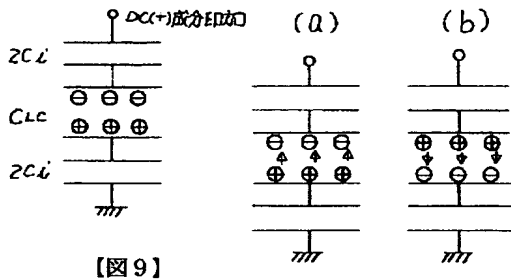 DC(+)成分印加
(a)
(b)
2Ci
CLC
2Ci
⊖ ⊖ ⊖
⊕ ⊕ ⊕
⊖ ⊖ ⊖
⊕ ⊕ ⊕
⊕ ⊕ ⊕
⊖ ⊖ ⊖
【図9】